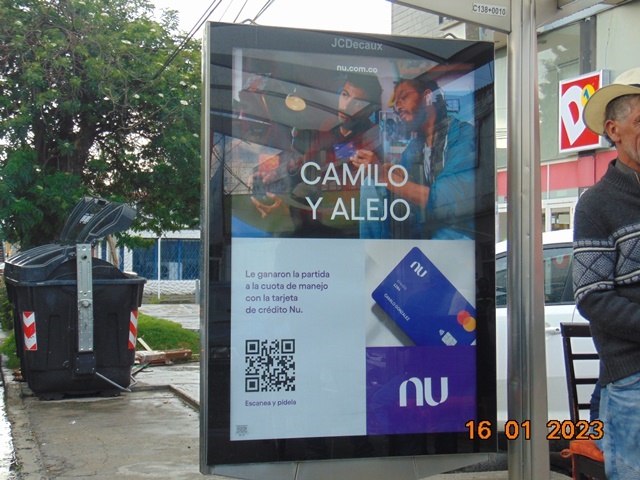 C138+0010
JCDecaux
nu.com.co
CAMILO
Y ALEJO
Le ganaron la partida
a la cuota de manejo
con la tarjeta
de crédito Nu.
nu
Escanea y pídela
nu
D1
16 01 2023